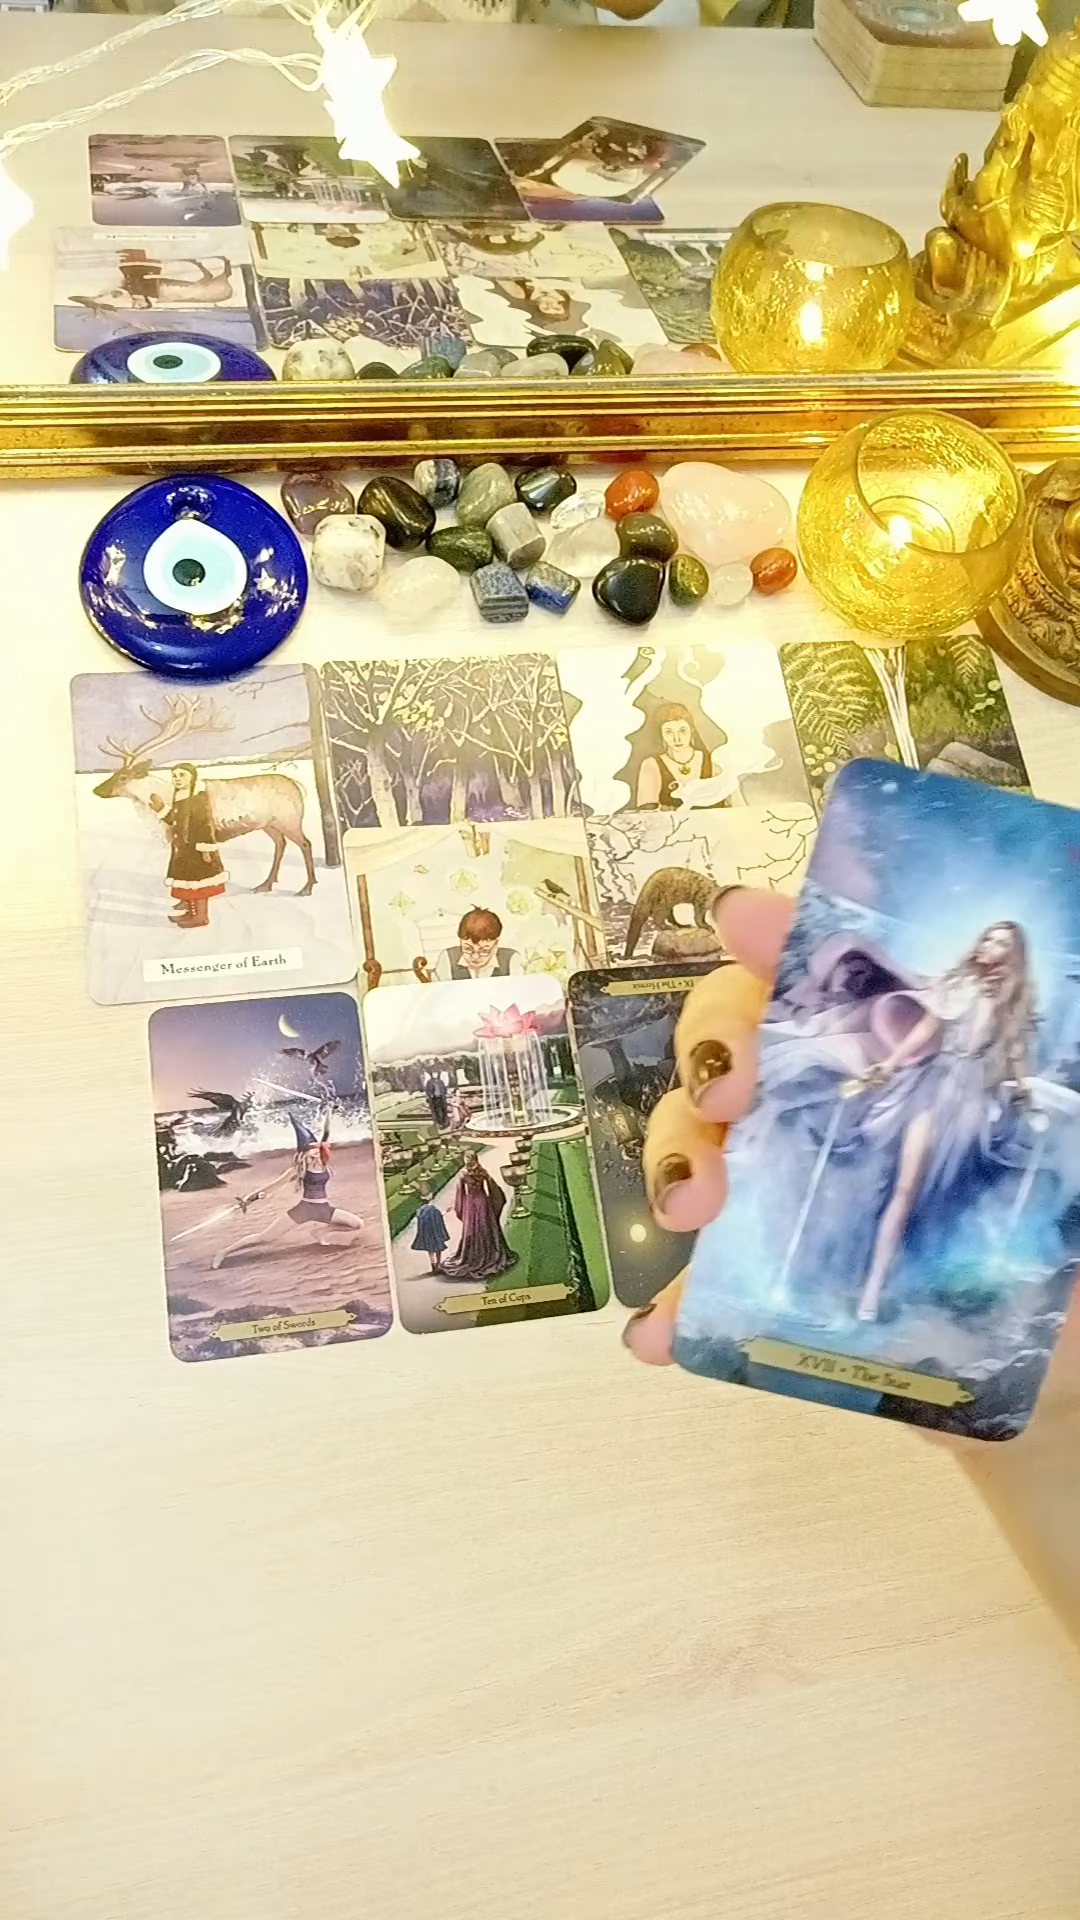 Messenger of Earth
IX • The Hermit
Two of Swords
Ten of Cups
XVII • The Star